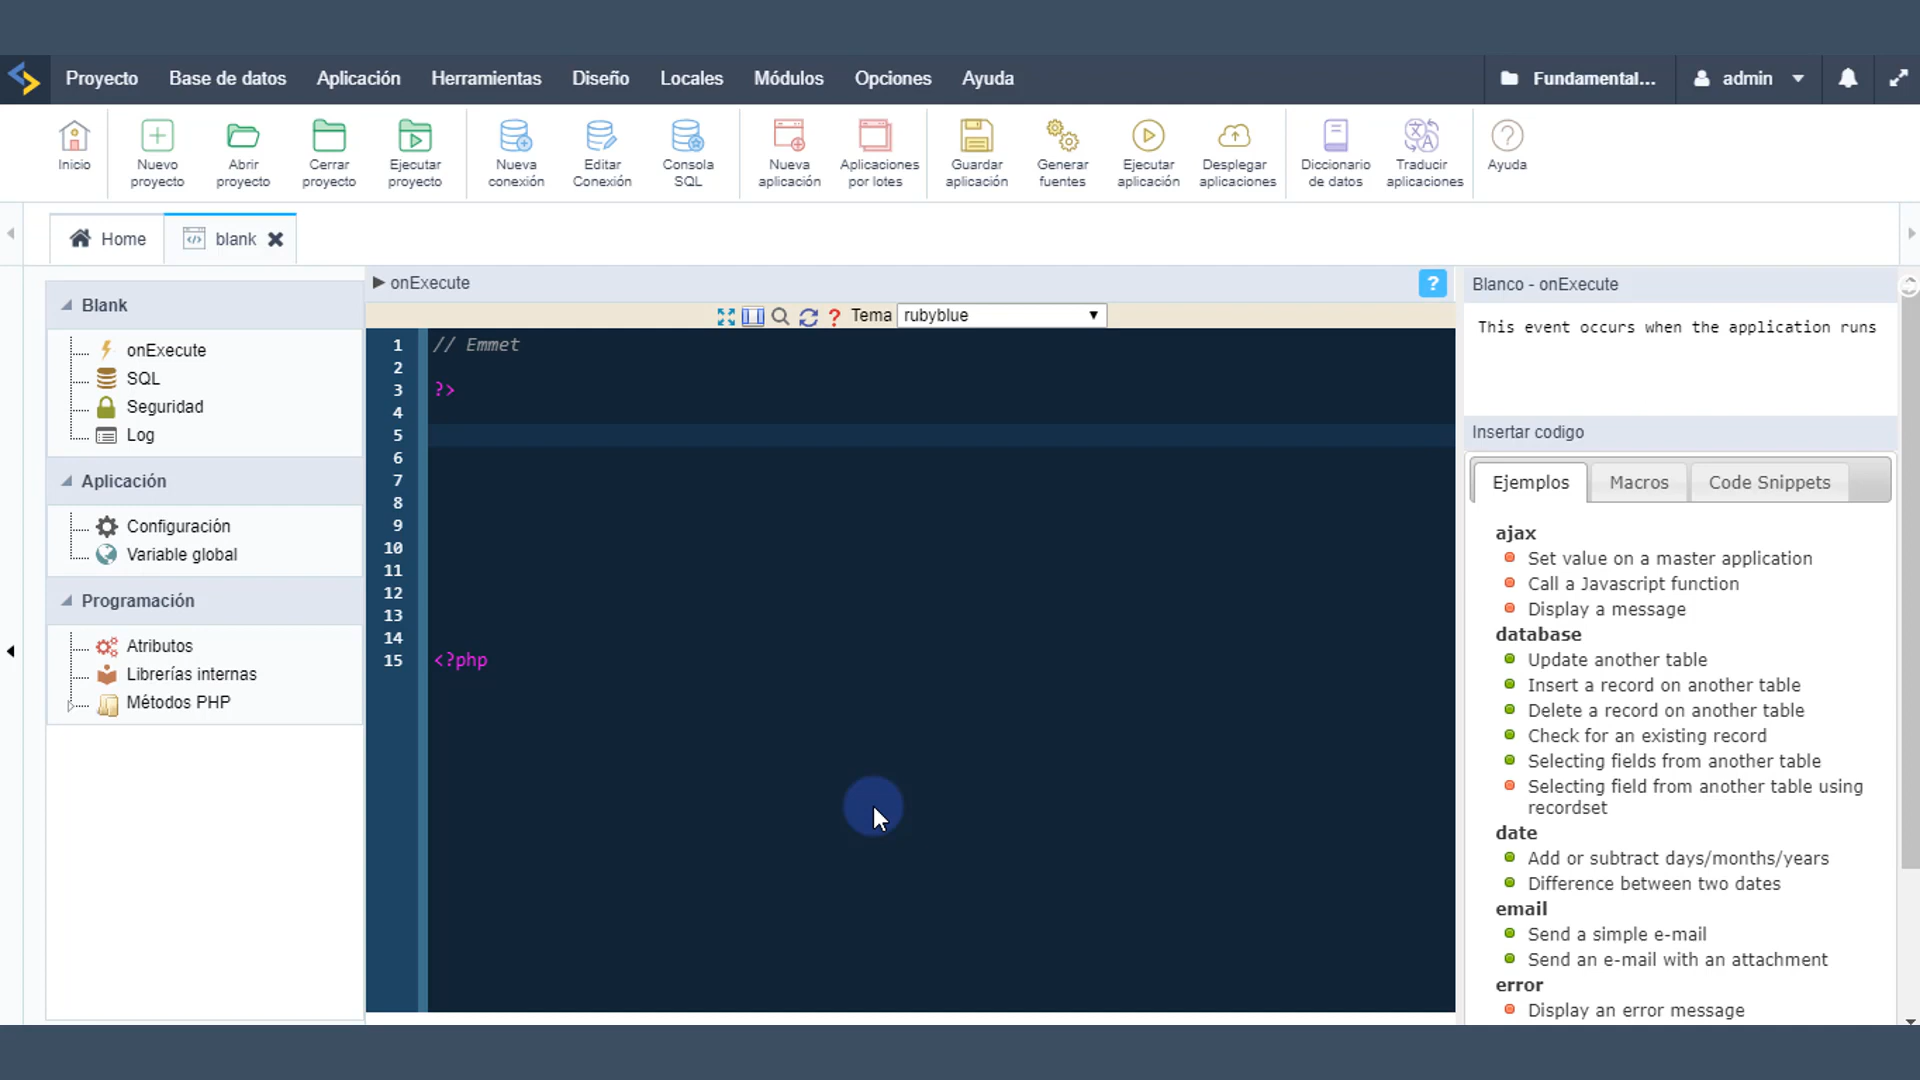 Proyecto Base de datos Aplicación Herramientas Diseño Locales Módulos Opciones Ayuda Fundamental... admin
Inicio
Nuevo proyecto
Abrir proyecto
Cerrar proyecto
Ejecutar proyecto
Nueva conexión
Editar Conexión
Consola SQL
Nueva aplicación
Aplicaciones por lotes
Guardar aplicación
Generar fuentes
Ejecutar aplicación
Desplegar aplicaciones
Diccionario de datos
Traducir aplicaciones
Ayuda
Home blank
Blank
onExecute
SQL
Seguridad
Log
Aplicación
Configuración
Variable global
Programación
Atributos
Librerías internas
Métodos PHP
onExecute ?
? Tema rubyblue
1 // Emmet
2
3 ?>
4
5
6
7
8
9
10
11
12
13
14
15 <?php
Blanco - onExecute
This event occurs when the application runs
Insertar codigo
Ejemplos Macros Code Snippets
ajax
Set value on a master application
Call a Javascript function
Display a message
database
Update another table
Insert a record on another table
Delete a record on another table
Check for an existing record
Selecting fields from another table
Selecting field from another table using
recordset
date
Add or subtract days/months/years
Difference between two dates
email
Send a simple e-mail
Send an e-mail with an attachment
error
Display an error message